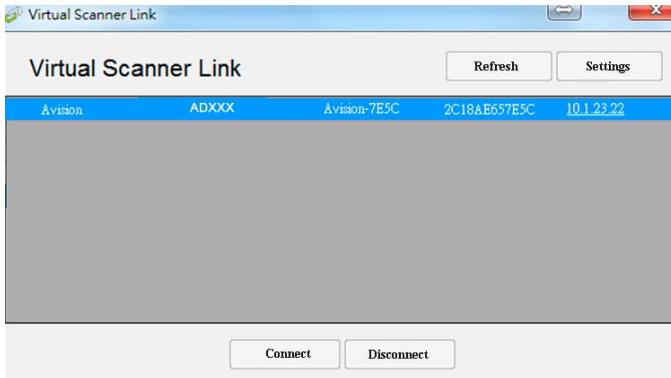 Virtual Scanner Link
Virtual Scanner Link Refresh Settings
Avision ADXXX Avision-7E5C 2C18AE657E5C 10.1.23.22
Connect Disconnect